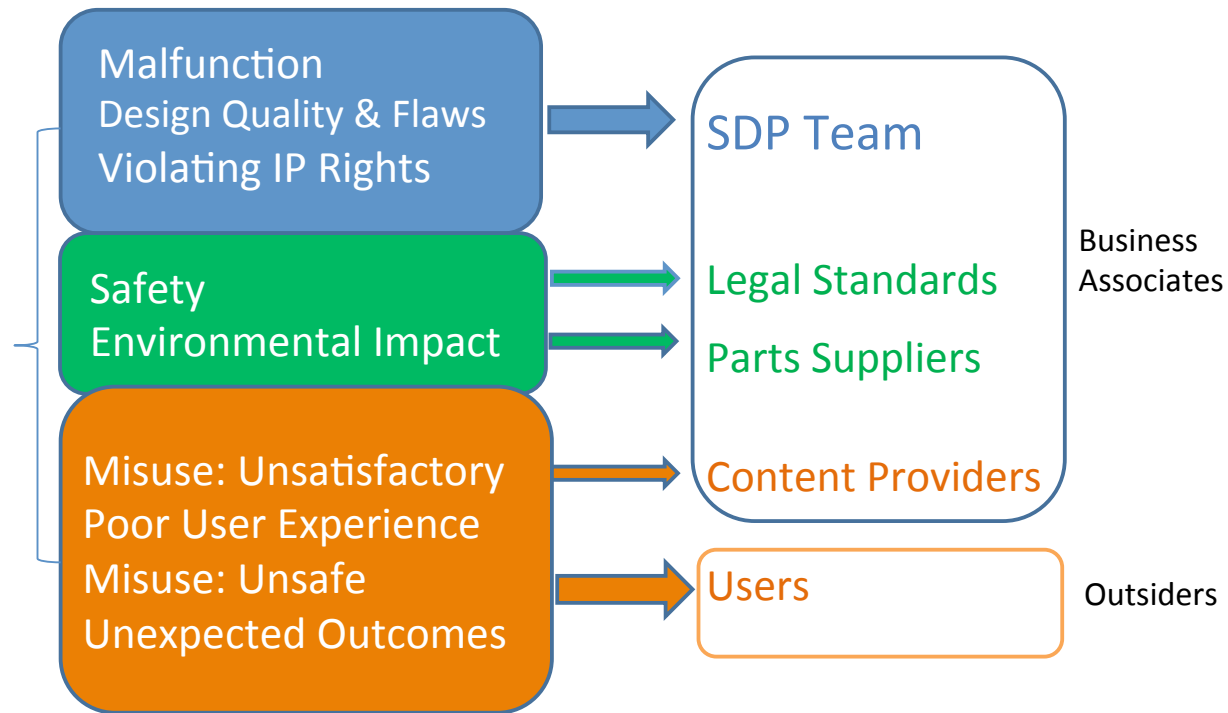 Malfunction
Design Quality & Flaws
Violating IP Rights
Safety
Environmental Impact
Misuse: Unsatisfactory
Poor User Experience
Misuse: Unsafe
Unexpected Outcomes
SDP Team
Legal Standards
Parts Suppliers
Content Providers
Users
Business
Associates
Outsiders